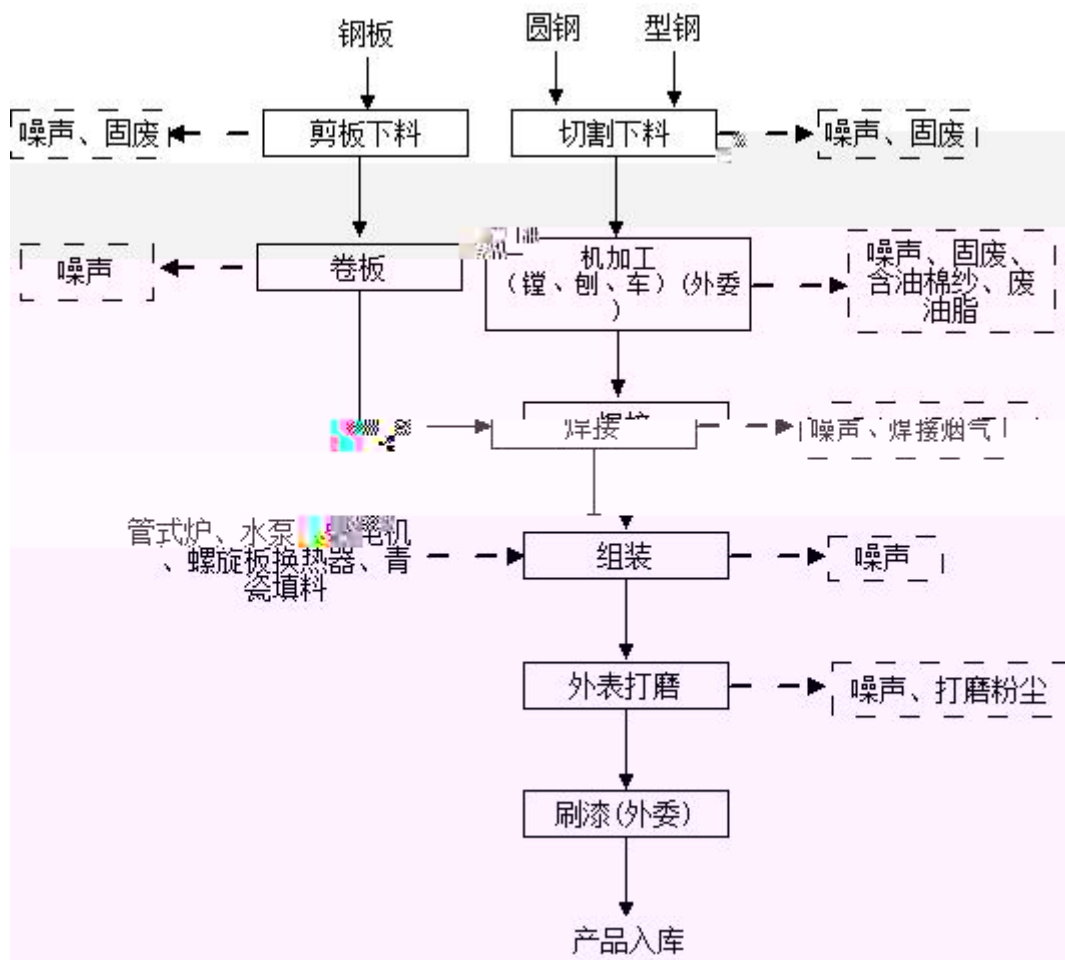 钢板
圆钢
型钢
噪声、固废
剪板下料
切割下料
噪声、固废
噪声
卷板
机加工
（镗、刨、车）(外委
）
噪声、固废、
含油棉纱、废
油脂
焊接
噪声、焊接烟气
管式炉、水泵
电机
、螺旋板换热器、青
瓷填料
组装
噪声
外表打磨
噪声、打磨粉尘
刷漆(外委)
产品入库